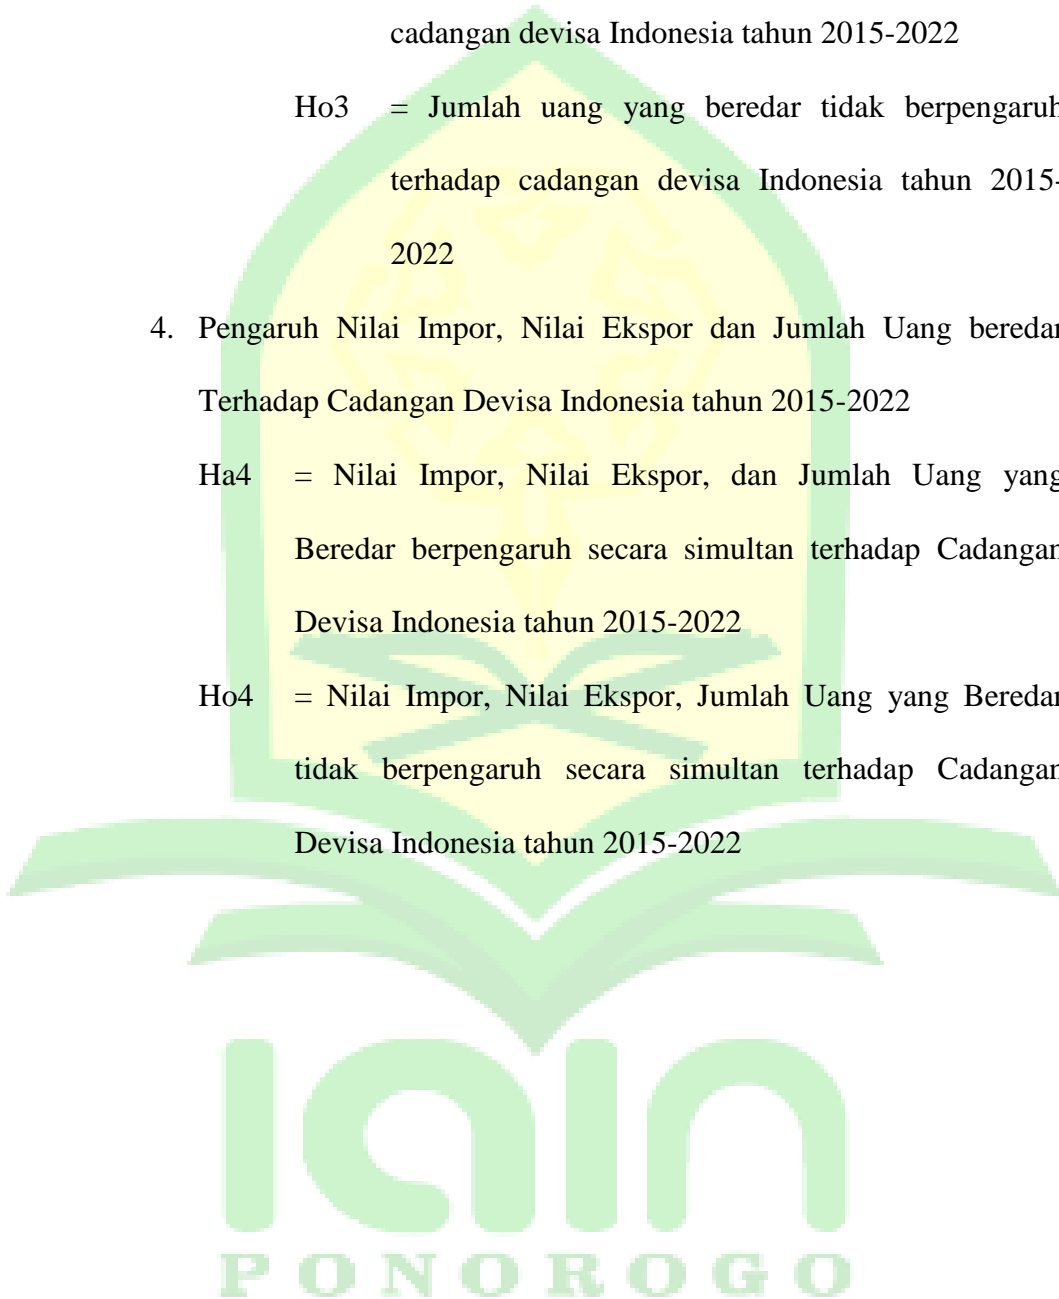 cadangan devisa Indonesia tahun 2015-2022
Ho3 = Jumlah uang yang beredar tidak berpengaruh
terhadap cadangan devisa Indonesia tahun 2015-
2022
4. Pengaruh Nilai Impor, Nilai Ekspor dan Jumlah Uang beredar
Terhadap Cadangan Devisa Indonesia tahun 2015-2022
Ha4 = Nilai Impor, Nilai Ekspor, dan Jumlah Uang yang
Beredar berpengaruh secara simultan terhadap Cadangan
Devisa Indonesia tahun 2015-2022
Ho4 = Nilai Impor, Nilai Ekspor, Jumlah Uang yang Beredar
tidak berpengaruh secara simultan terhadap Cadangan
Devisa Indonesia tahun 2015-2022
iain
PONOROGO